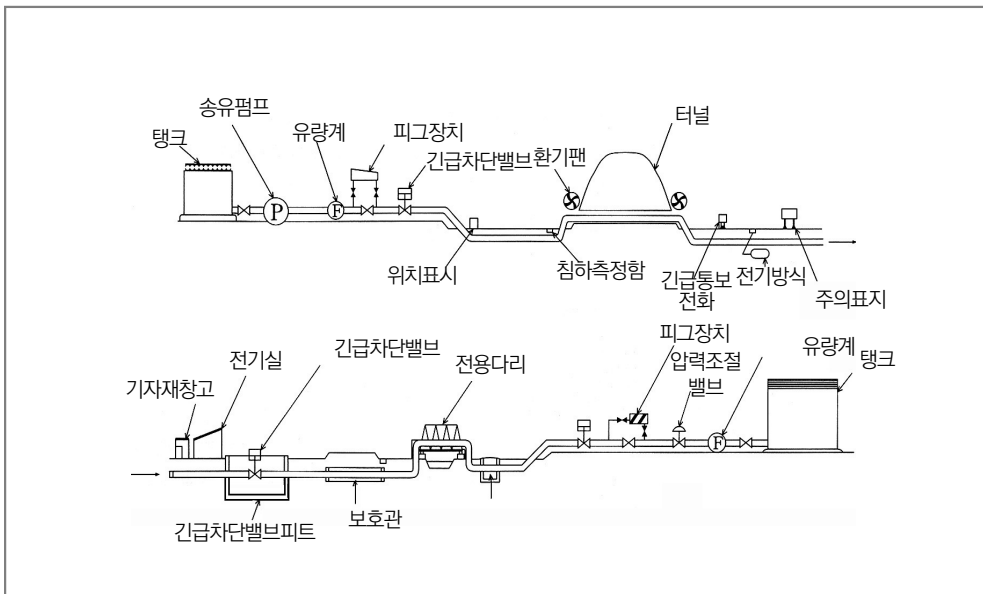 송유펌프
탱크
유량계
피그장치
긴급차단밸브
환기팬
터널
P
F
위치표시
침하측정함
긴급통보
전화
전기방식
주의표지
기자재창고
전기실
긴급차단밸브
전용다리
피그장치
압력조절
밸브
유량계
탱크
F
긴급차단밸브피트
보호관